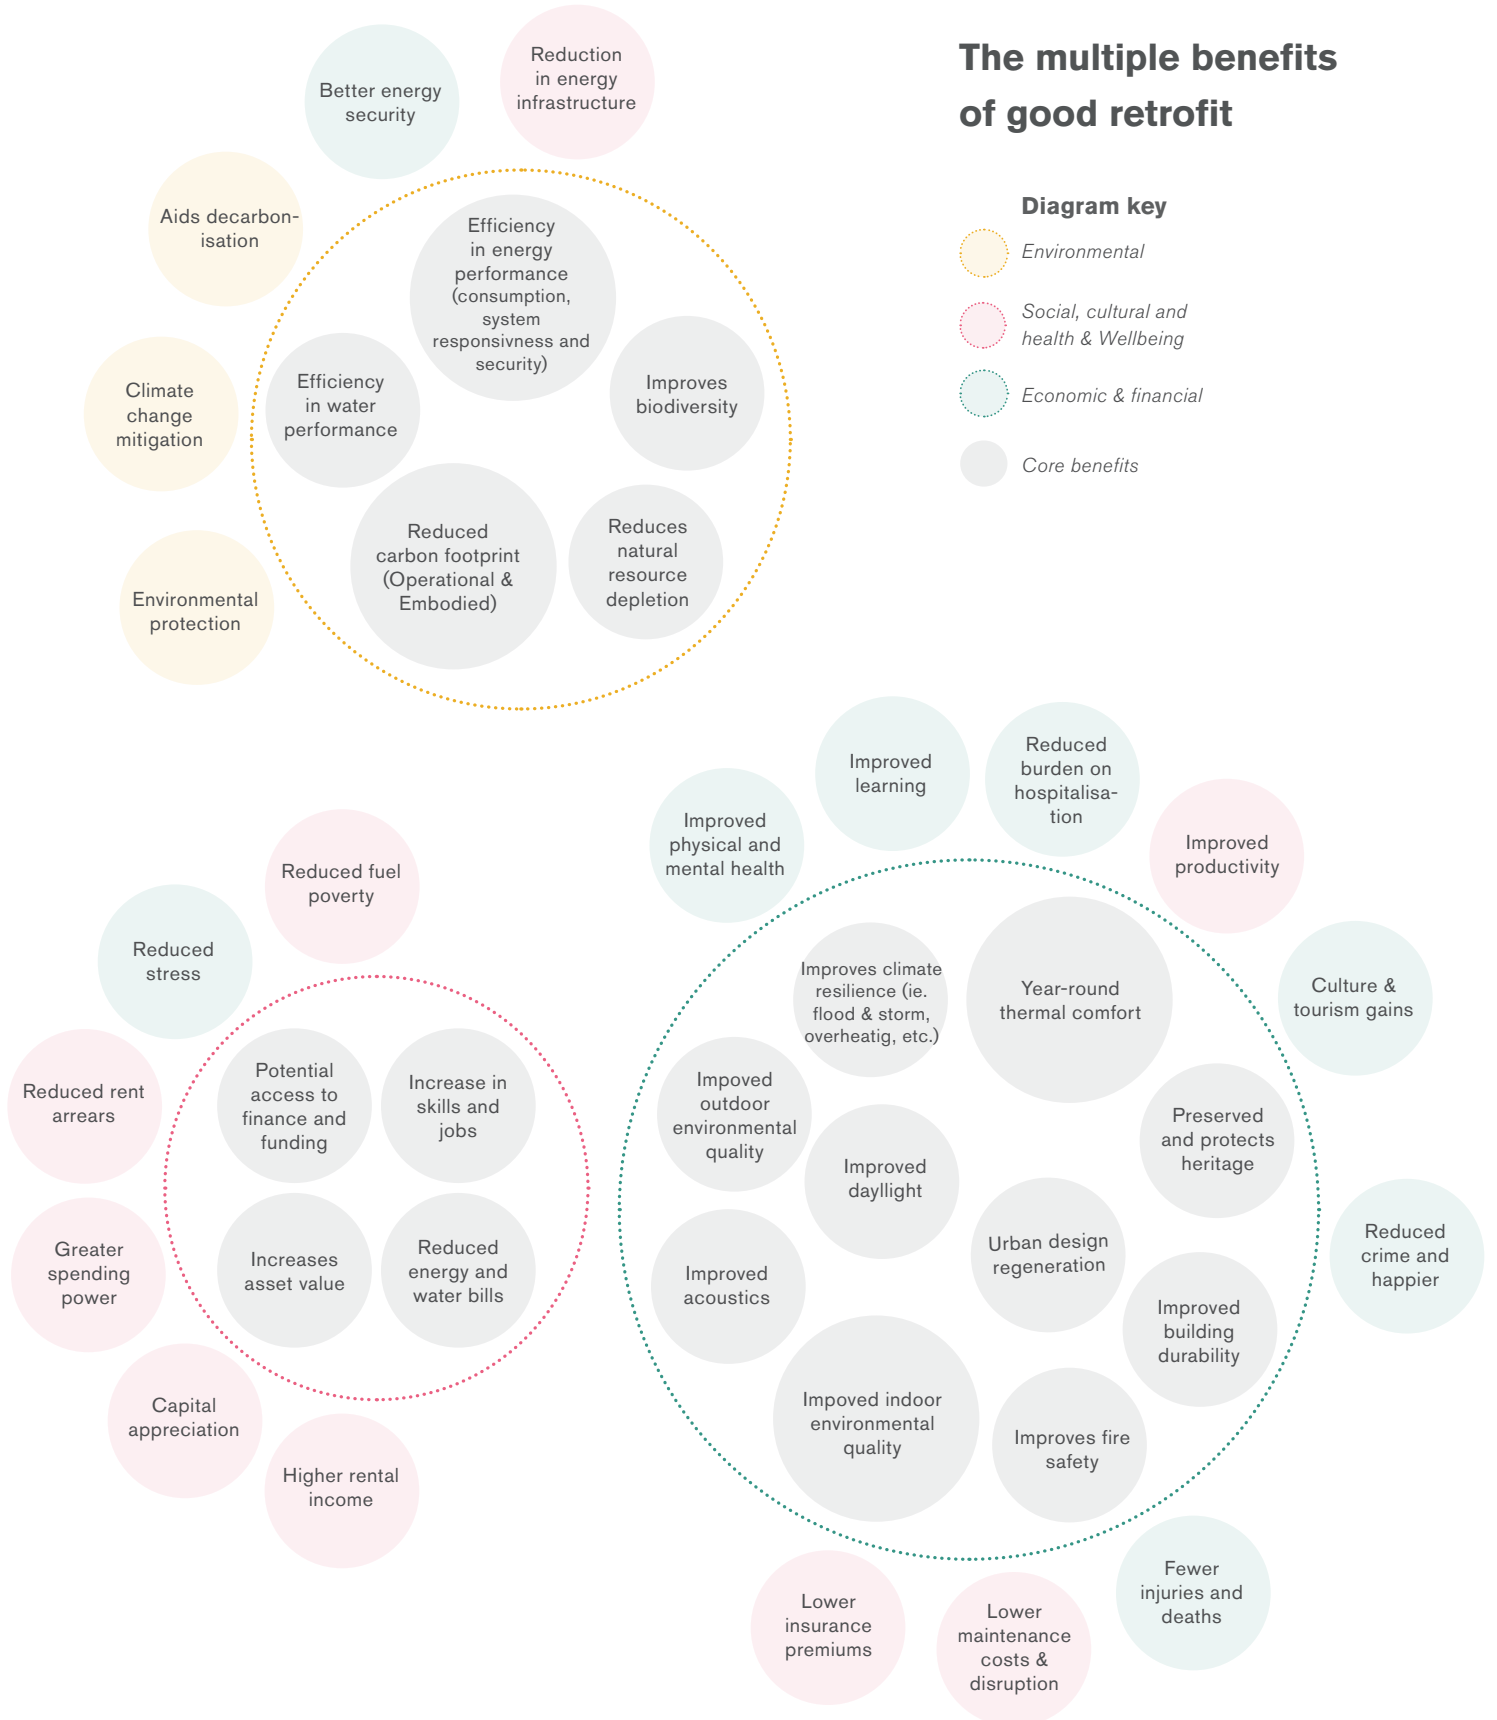 The multiple benefits
of good retrofit
Diagram key
Environmental
Social, cultural and
health & Wellbeing
Economic & financial
Core benefits
Reduction
in energy
infrastructure
Better energy
security
Aids decarbon-
isation
Climate
change
mitigation
Environmental
protection
Efficiency
in energy
performance
(consumption,
system
responsivness and
security)
Efficiency
in water
performance
Improves
biodiversity
Reduced
carbon footprint
(Operational &
Embodied)
Reduces
natural
resource
depletion
Reduced fuel
poverty
Reduced
stress
Reduced rent
arrears
Greater
spending
power
Capital
appreciation
Higher rental
income
Potential
access to
finance and
funding
Increase in
skills and
jobs
Increases
asset value
Reduced
energy and
water bills
Improved
physical and
mental health
Improved
learning
Reduced
burden on
hospitalisa-
tion
Improved
productivity
Culture &
tourism gains
Reduced
crime and
happier
Fewer
injuries and
deaths
Lower
maintenance
costs &
disruption
Lower
insurance
premiums
Improves climate
resilience (ie.
flood & storm,
overheatig, etc.)
Year-round
thermal comfort
Impoved
outdoor
environmental
quality
Improved
dayllight
Preserved
and protects
heritage
Urban design
regeneration
Improved
acoustics
Improved
building
durability
Impoved indoor
environmental
quality
Improves fire
safety